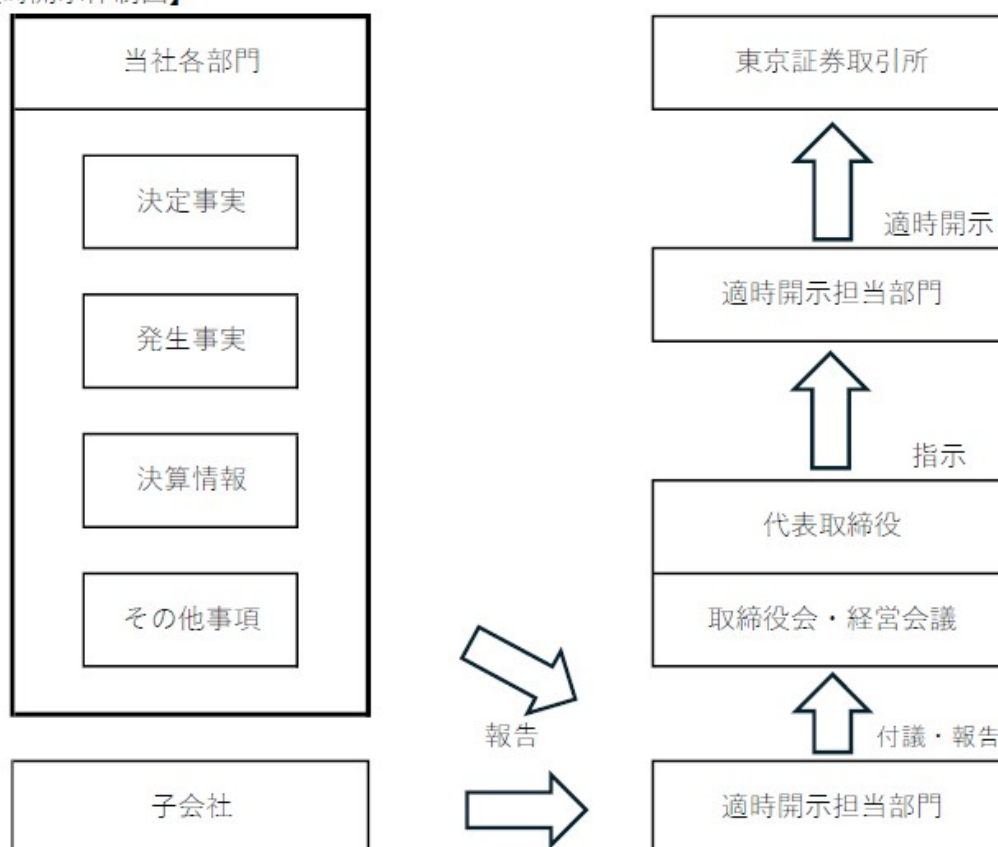 当社各部門
決定事実
発生事実
決算情報
その他事項
子会社
報告
東京証券取引所
適時開示
適時開示担当部門
指示
代表取締役
取締役会・経営会議
付議・報告
適時開示担当部門